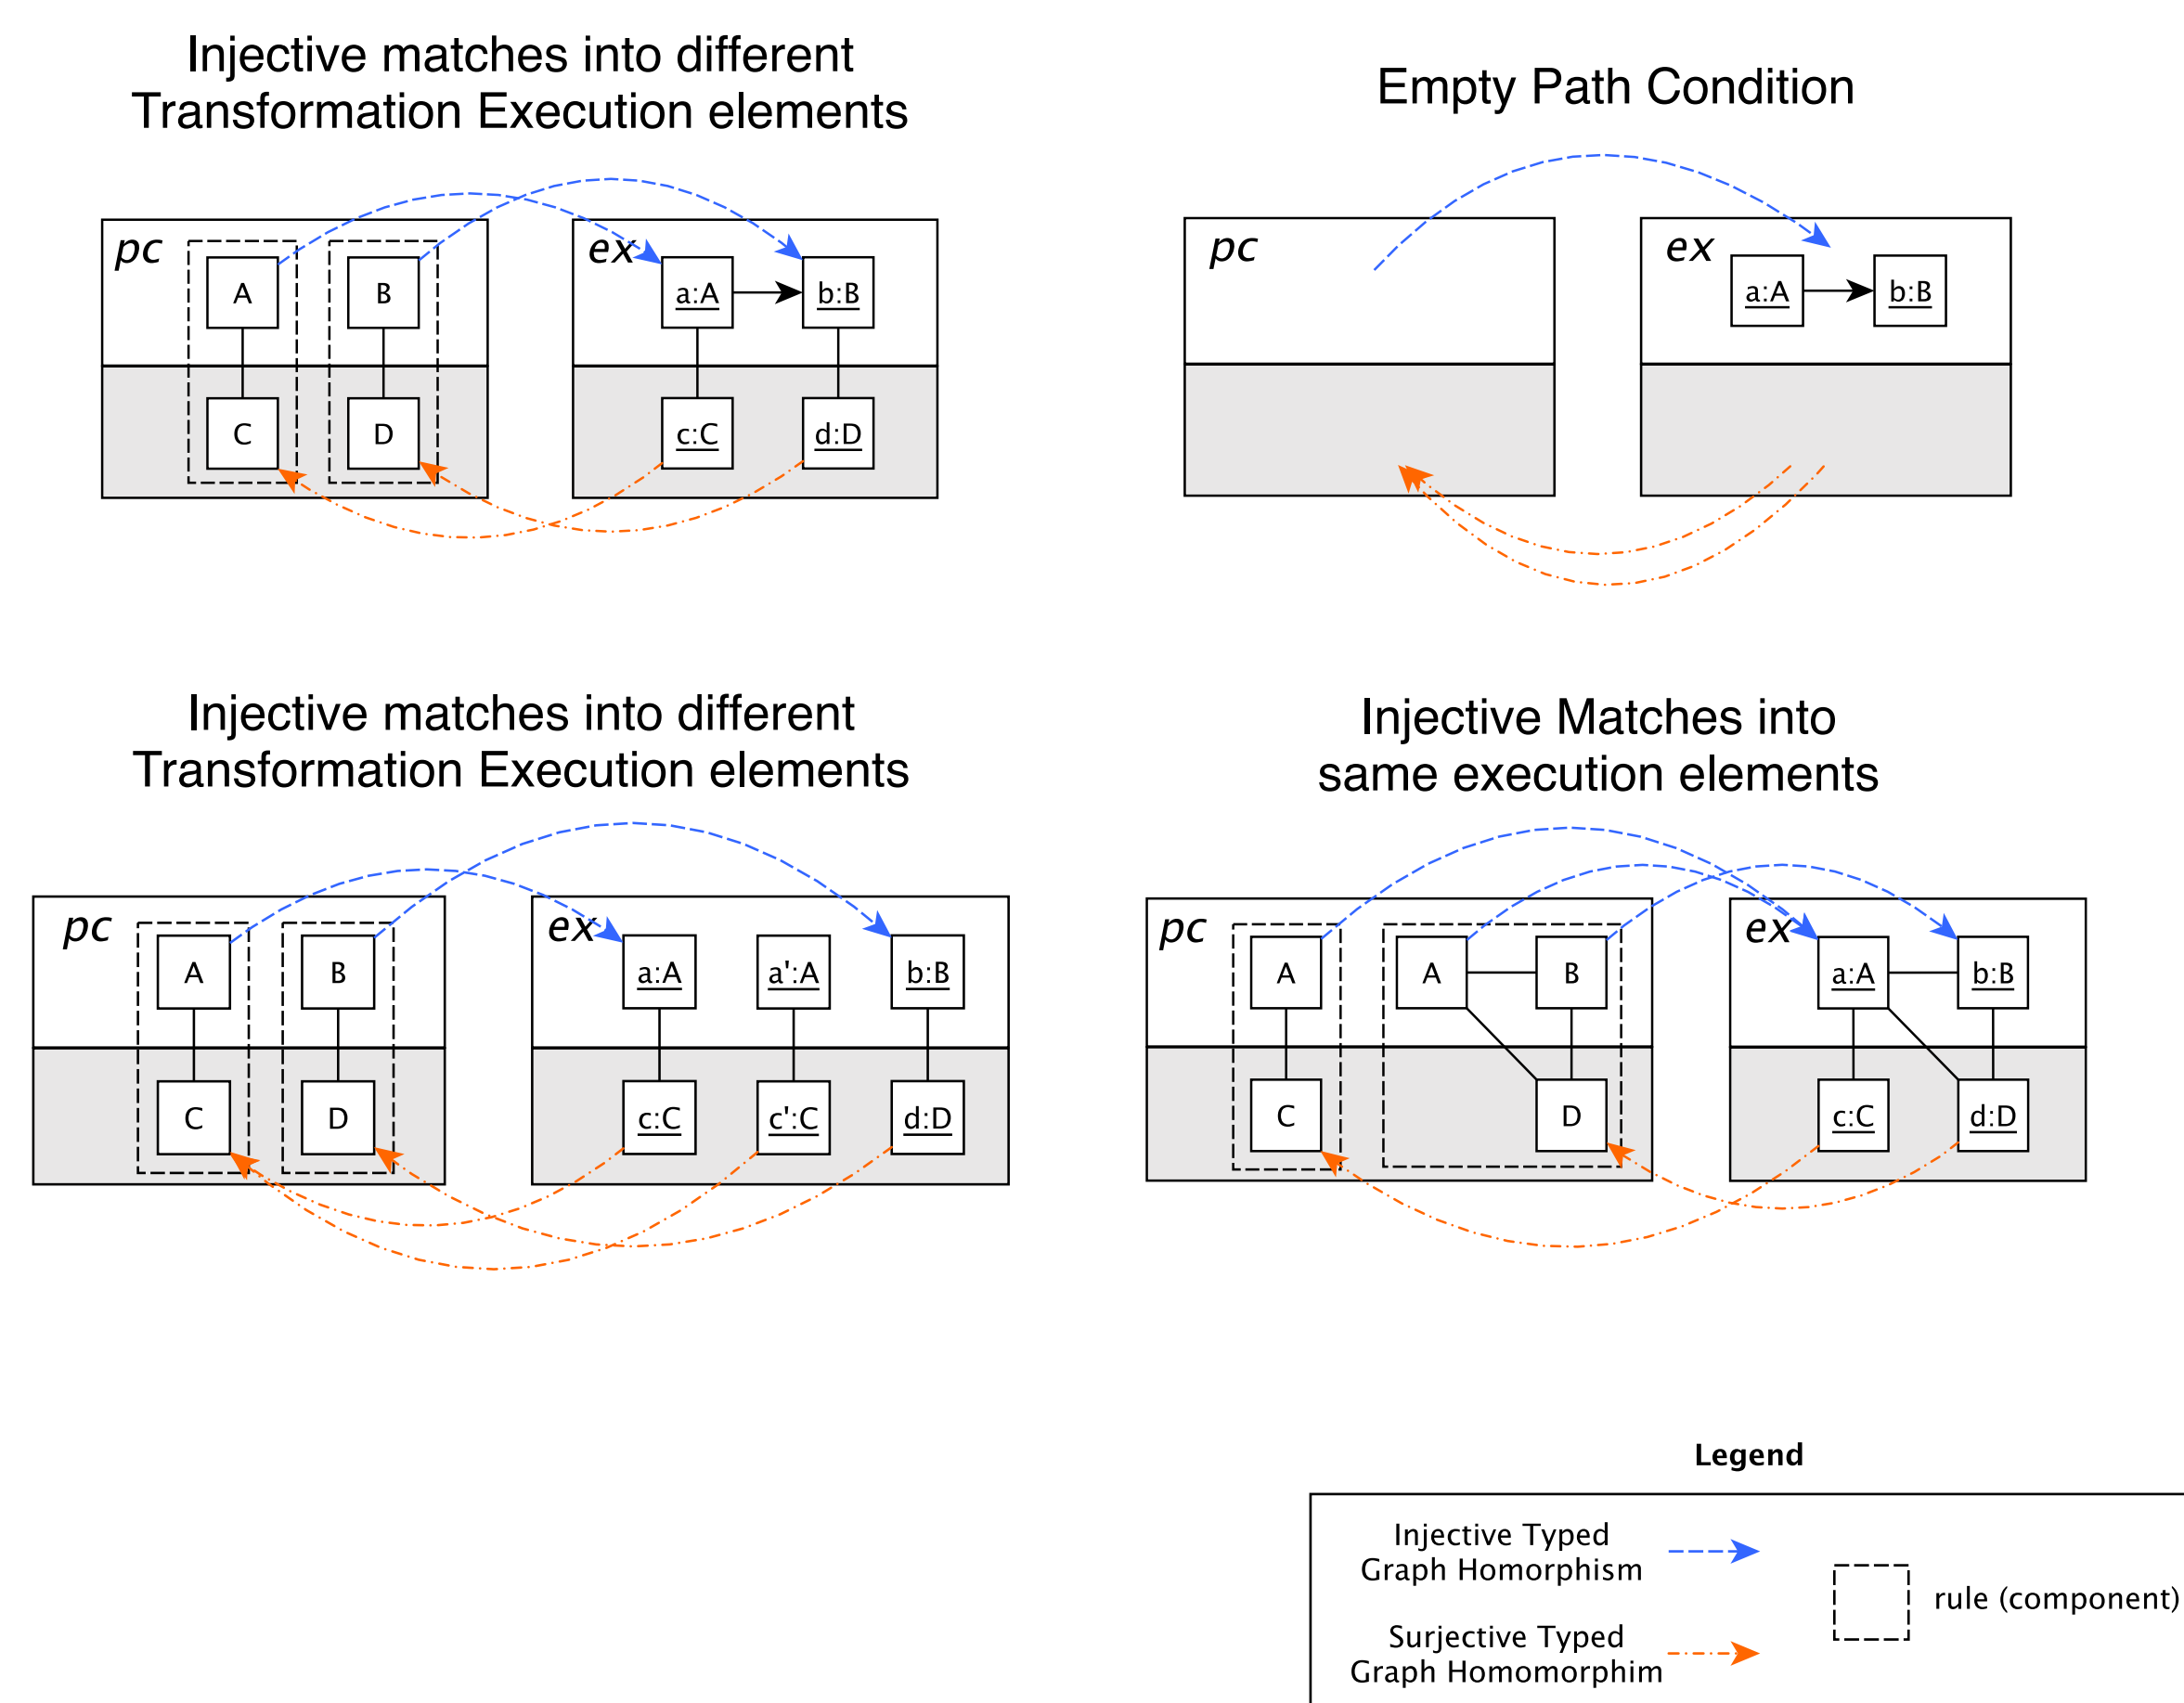 Injective matches into different
Transformation Execution elements
pc
A
B
C
D
ex
a:A
b:B
c:C
d:D
Empty Path Condition
pc
ex
a:A
b:B
Injective matches into different
Transformation Execution elements
pc
A
B
C
D
ex
a:A
a':A
b:B
c:C
c':C
d:D
Injective Matches into
same execution elements
pc
A
A
B
C
D
ex
a:A
b:B
c:C
d:D
Legend
Injective Typed
Graph Homorphism
Surjective Typed
Graph Homomorphim
rule (component)